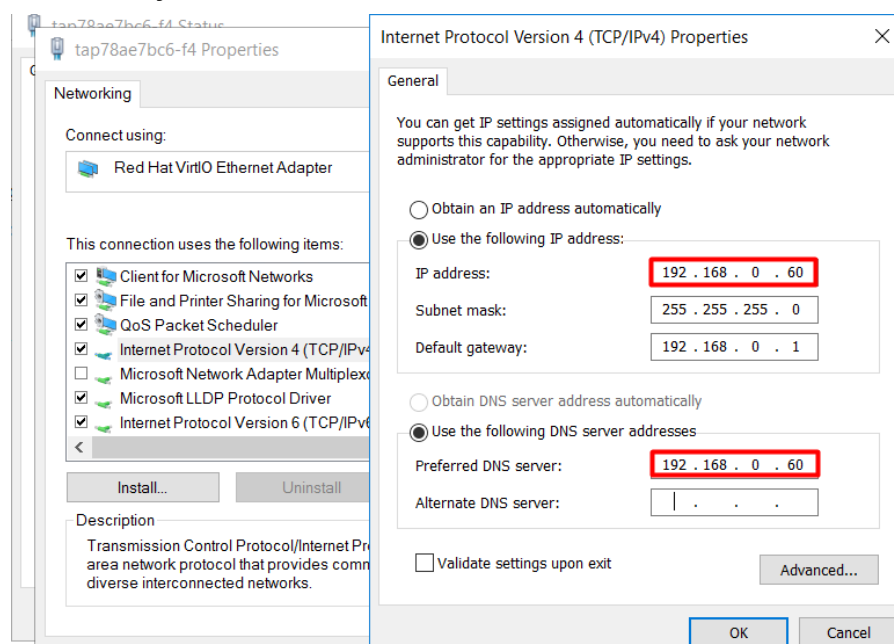 tap78ae7bc6-f4 Status
tap78ae7bc6-f4 Properties
Networking
Connect using:
Red Hat VirtIO Ethernet Adapter
This connection uses the following items:
Client for Microsoft Networks
File and Printer Sharing for Microsoft
QoS Packet Scheduler
Internet Protocol Version 4 (TCP/IPv4
Microsoft Network Adapter
Microsoft LLDP Protocol Driver
Internet Protocol Version 6 (TCP/IPv6
Install...
Uninstall
Description
Transmission Control Protocol/Internet
area network protocol that provides
diverse interconnected networks.
Internet Protocol Version 4 (TCP/IPv4) Properties
General
You can get IP settings assigned automatically if your network
supports this capability. Otherwise, you need to ask your network
administrator for the appropriate IP settings.
Obtain an IP address automatically
Use the following IP address:
IP address: 192 . 168 . 0 . 60
Subnet mask: 255 . 255 . 255 . 0
Default gateway: 192 . 168 . 0 . 1
Obtain DNS server address automatically
Use the following DNS server addresses
Preferred DNS server: 192 . 168 . 0 . 60
Alternate DNS server: . . .
Validate settings upon exit
Advanced...
OK
Cancel